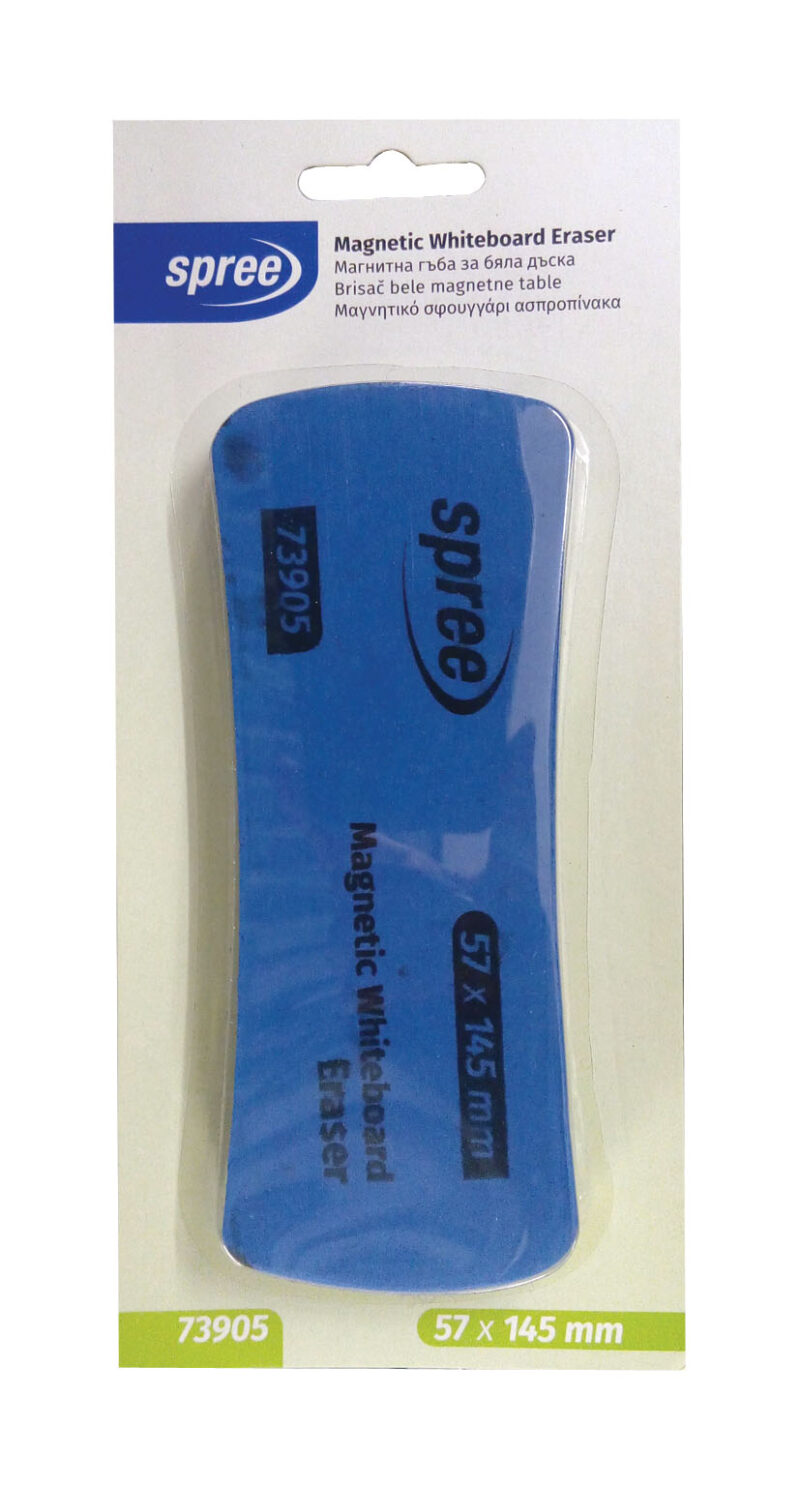 spree
Magnetic Whiteboard Eraser
Магнитна гъба за бяла дъска
Brisač bele magnetne table
Μαγνητικό σφουγγάρι ασπροπίνακα
spree
73905
Magnetic Whiteboard
Eraser
57 x 145 mm
73905
57 x 145 mm